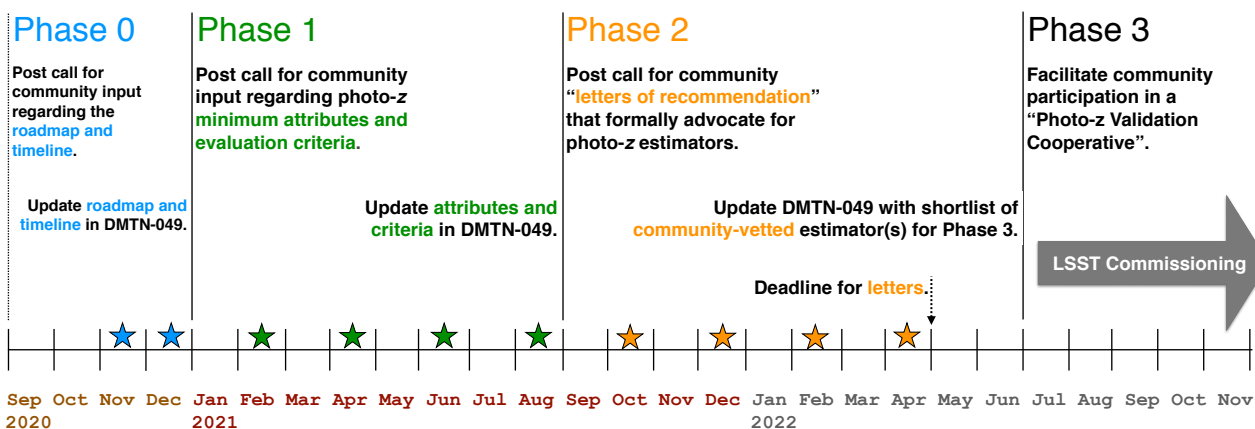 Phase 0
Post call for
community input
regarding the
roadmap and
timeline.
Update roadmap and
timeline in DMTN-049.
Phase 1
Post call for community
input regarding photo-z
minimum attributes and
evaluation criteria.
Update attributes and
criteria in DMTN-049.
Phase 2
Post call for community
“letters of recommendation”
that formally advocate for
photo-z estimators.
Update DMTN-049 with shortlist of
community-vetted estimator(s) for Phase 3.
Deadline for letters.
Phase 3
Facilitate community
participation in a
“Photo-z Validation
Cooperative”.
LSST Commissioning
Sep Oct Nov Dec Jan Feb Mar Apr May Jun Jul Aug Sep Oct Nov Dec Jan Feb Mar Apr May Jun Jul Aug Sep Oct Nov
2020 2021 2022